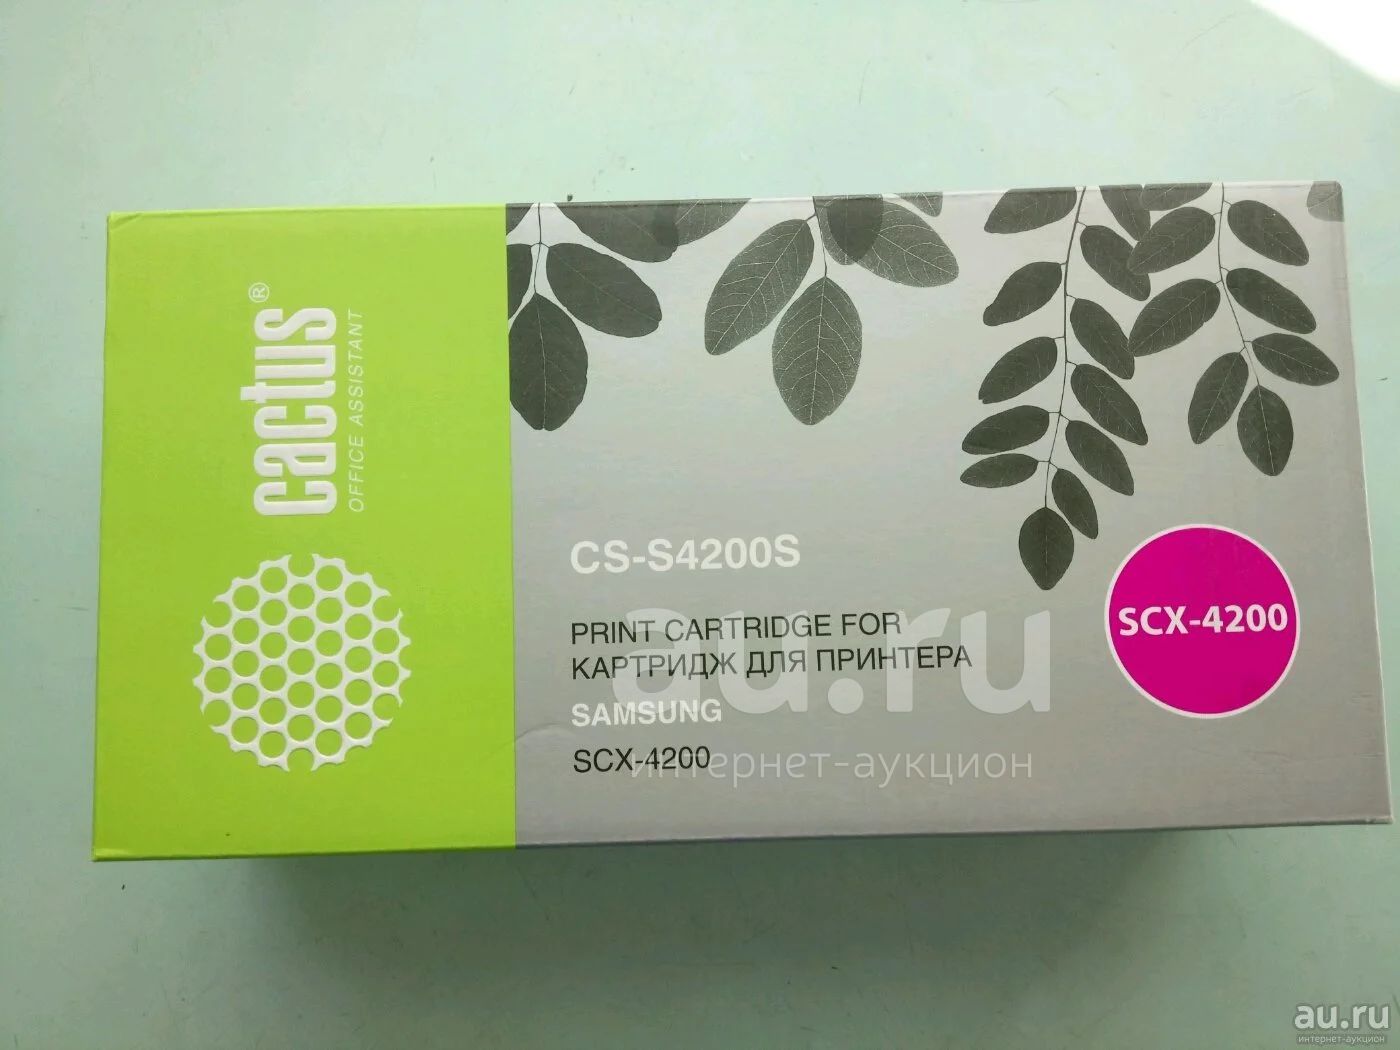 cactus®
OFFICE ASSISTANT
CS-S4200S
PRINT CARTRIDGE FOR
КАРТРИДЖ ДЛЯ ПРИНТЕРА
SAMSUNG
SCX-4200
SCX-4200
au.ru
интернет-аукцион
au.ru
интернет-аукцион